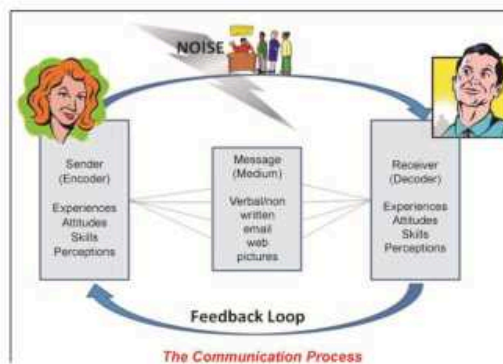 NOISE
Sender
(Encoder)
Experiences
Attitudes
Skills
Perceptions
Message
(Medium)
Verbal/non
written
email
web
pictures
Receiver
(Decoder)
Experiences
Attitudes
Skills
Perceptions
Feedback Loop
The Communication Process